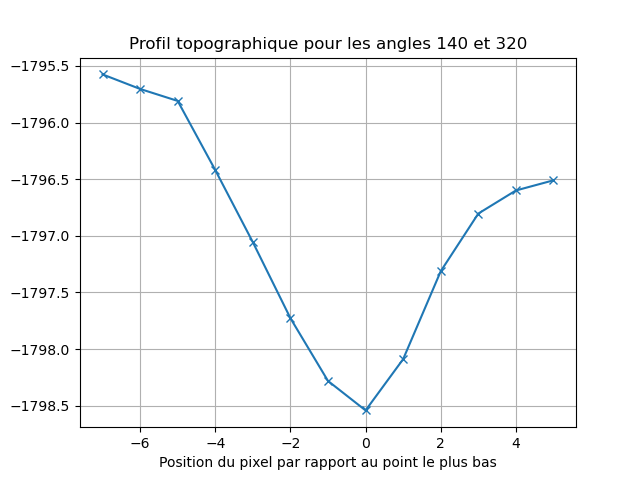 Profil topographique pour les angles 140 et 320
−1795.5
−1796.0
−1796.5
−1797.0
−1797.5
−1798.0
−1798.5
−6 −4 −2 0 2 4
Position du pixel par rapport au point le plus bas